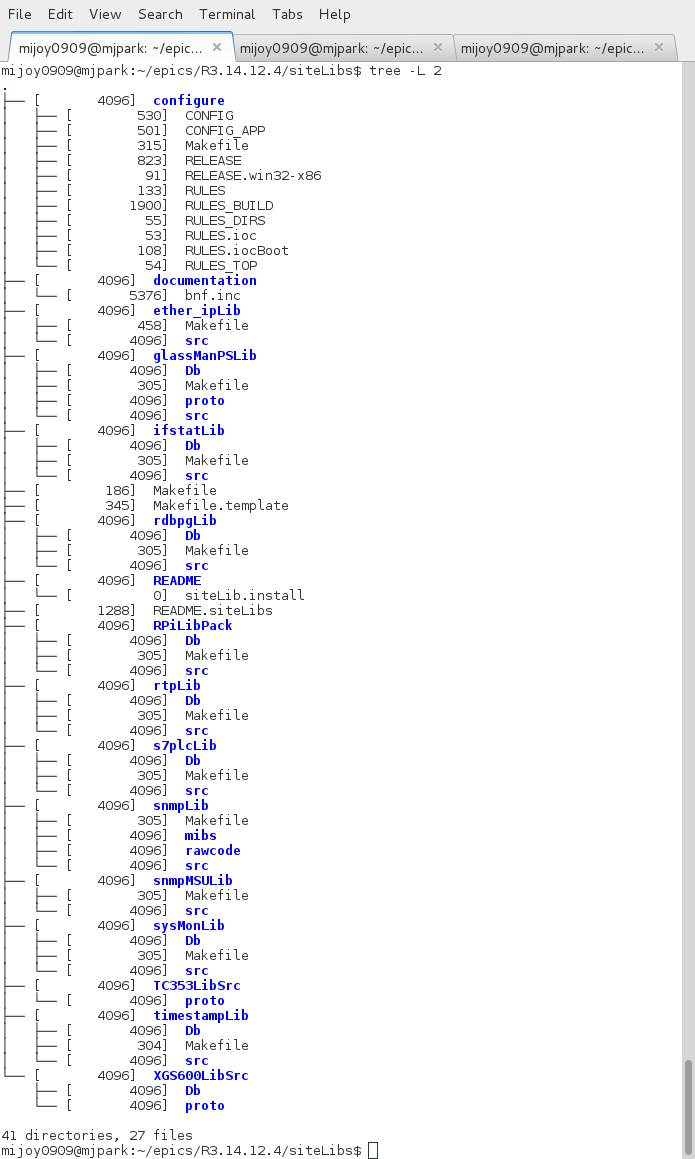 File Edit View Search Terminal Tabs Help
mijoy0909@mjpark: ~/epic... × mijoy0909@mjpark: ~/epic... × mijoy0909@mjpark: ~/epic... ×
mijoy0909@mjpark:~/epics/R3.14.12.4/siteLibs$ tree -L 2
.
├── [       4096]  configure
│   ├── [        530]  CONFIG
│   ├── [        501]  CONFIG_APP
│   ├── [        315]  Makefile
│   ├── [        823]  RELEASE
│   ├── [         91]  RELEASE.win32-x86
│   ├── [        133]  RULES
│   ├── [       1900]  RULES_BUILD
│   ├── [         55]  RULES_DIRS
│   ├── [         53]  RULES.ioc
│   ├── [        108]  RULES.iocBoot
│   └── [         54]  RULES_TOP
├── [       4096]  documentation
│   └── [       5376]  bnf.inc
├── [       4096]  ether_ipLib
│   ├── [        458]  Makefile
│   └── [       4096]  src
├── [       4096]  glassManPSLib
│   ├── [       4096]  Db
│   ├── [        305]  Makefile
│   ├── [       4096]  proto
│   └── [       4096]  src
├── [       4096]  ifstatLib
│   ├── [       4096]  Db
│   ├── [        305]  Makefile
│   └── [       4096]  src
├── [        186]  Makefile
├── [        345]  Makefile.template
├── [       4096]  rdbpgLib
│   ├── [       4096]  Db
│   ├── [        305]  Makefile
│   └── [       4096]  src
├── [       4096]  README
│   └── [          0]  siteLib.install
├── [       1288]  README.siteLibs
├── [       4096]  RPiLibPack
│   ├── [       4096]  Db
│   ├── [        305]  Makefile
│   └── [       4096]  src
├── [       4096]  rtpLib
│   ├── [       4096]  Db
│   ├── [        305]  Makefile
│   └── [       4096]  src
├── [       4096]  s7plcLib
│   ├── [       4096]  Db
│   ├── [        305]  Makefile
│   └── [       4096]  src
├── [       4096]  snmpLib
│   ├── [        305]  Makefile
│   ├── [       4096]  mibs
│   ├── [       4096]  rawcode
│   └── [       4096]  src
├── [       4096]  snmpMSULib
│   ├── [        305]  Makefile
│   └── [       4096]  src
├── [       4096]  sysMonLib
│   ├── [       4096]  Db
│   ├── [        305]  Makefile
│   └── [       4096]  src
├── [       4096]  TC353LibSrc
│   └── [       4096]  proto
├── [       4096]  timestampLib
│   ├── [       4096]  Db
│   ├── [        304]  Makefile
│   └── [       4096]  src
└── [       4096]  XGS600LibSrc
    ├── [       4096]  Db
    └── [       4096]  proto
41 directories, 27 files
mijoy0909@mjpark:~/epics/R3.14.12.4/siteLibs$